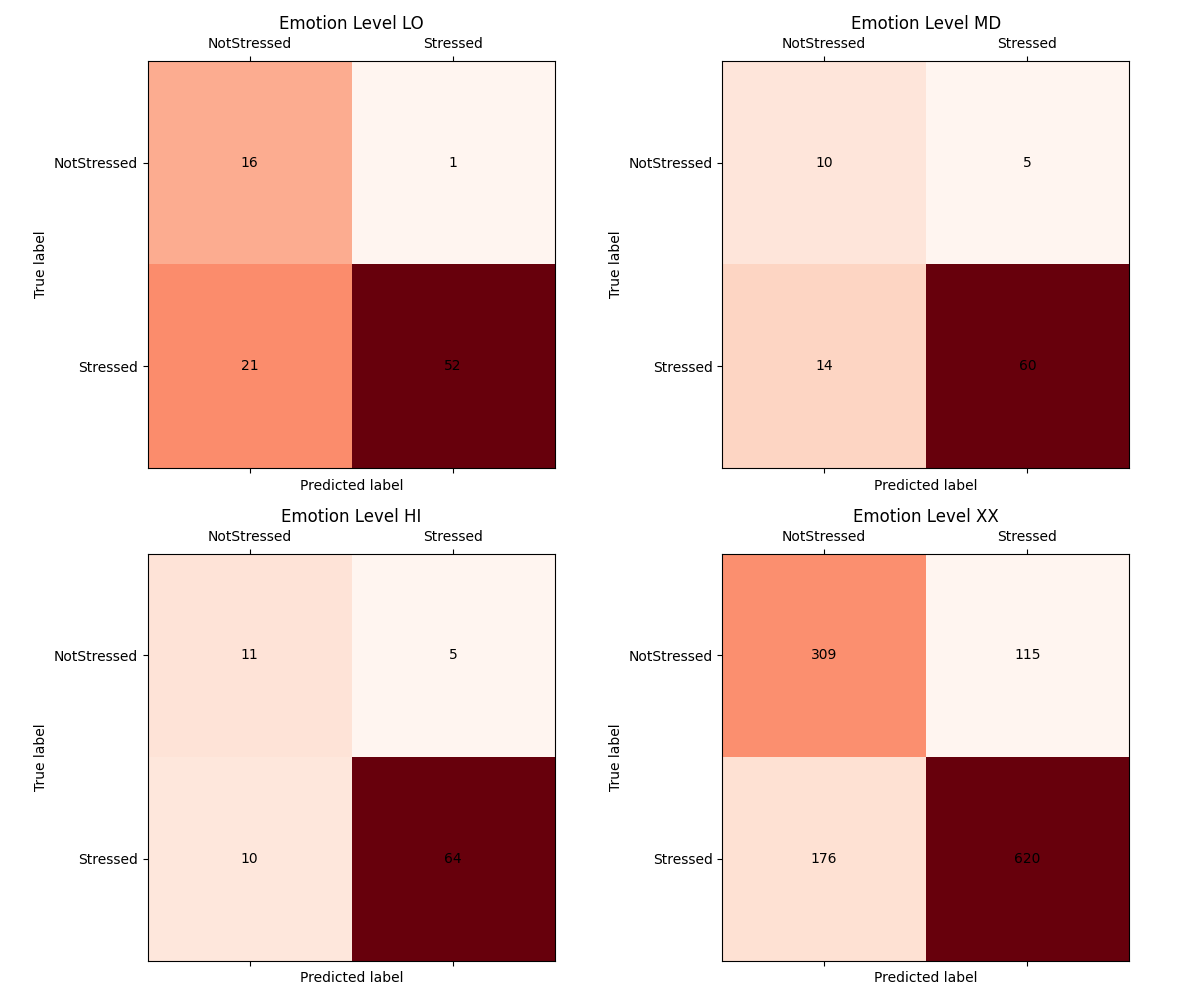 Emotion Level LO
NotStressed Stressed
NotStressed 16 1
True label
Stressed 21 52
Predicted label
Emotion Level MD
NotStressed Stressed
NotStressed 10 5
True label
Stressed 14 60
Predicted label
Emotion Level HI
NotStressed Stressed
NotStressed 11 5
True label
Stressed 10 64
Predicted label
Emotion Level XX
NotStressed Stressed
NotStressed 309 115
True label
Stressed 176 620
Predicted label